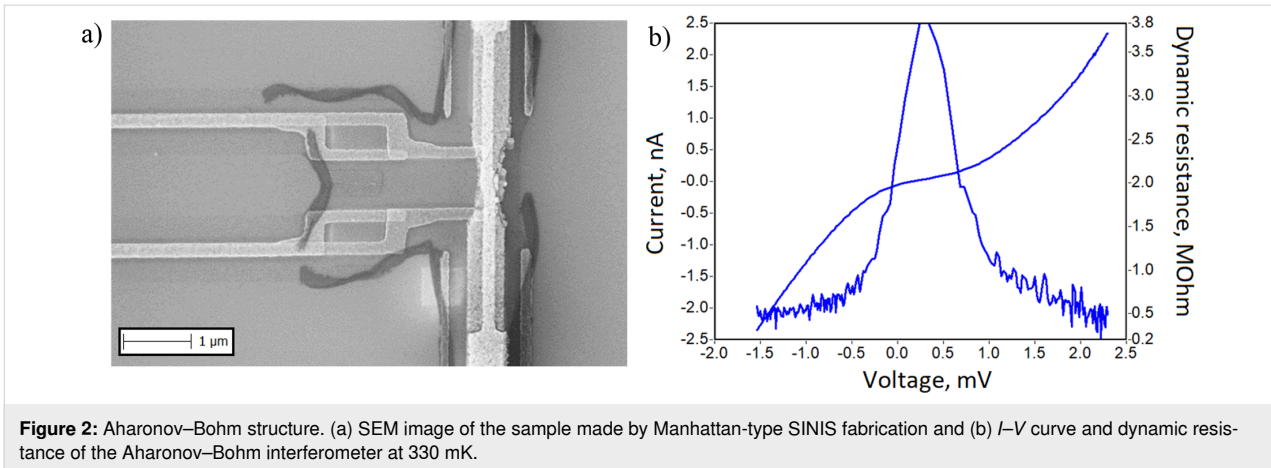 a)
1 μm
b)
2.5
2.0
1.5
1.0
0.5
-0.0
-0.5
-1.0
-1.5
-2.0
-2.5
Current, nA
-2.0 -1.5 -1.0 -0.5 0.0 0.5 1.0 1.5 2.0 2.5
Voltage, mV
3.8
3.5
3.0
2.5
2.0
1.5
1.0
0.5
0.2
Dynamic resistance, MOhm
Figure 2: Aharonov–Bohm structure. (a) SEM image of the sample made by Manhattan-type SINIS fabrication and (b) I–V curve and dynamic resis-
tance of the Aharonov–Bohm interferometer at 330 mK.